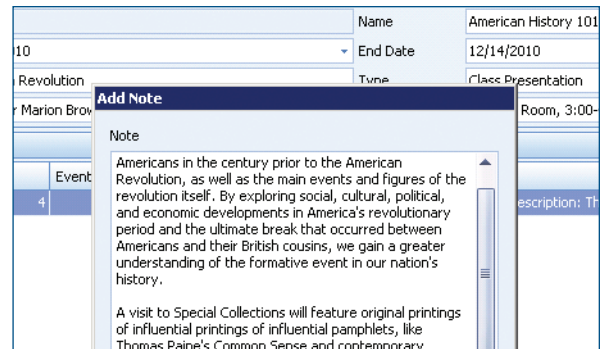 Name American History 101
10 End Date 12/14/2010
Revolution Type Class Presentation
r Marion Brow Room, 3:00-
Add Note
Note
Event
4 escription: Th
Americans in the century prior to the American
Revolution, as well as the main events and figures of the
revolution itself. By exploring social, cultural, political,
and economic developments in America's revolutionary
period and the ultimate break that occurred between
Americans and their British cousins, we gain a greater
understanding of the formative event in our nation's
history.
A visit to Special Collections will feature original printings
of influential printings of influential pamphlets, like
Thomas Paine's Common Sense and contemporary